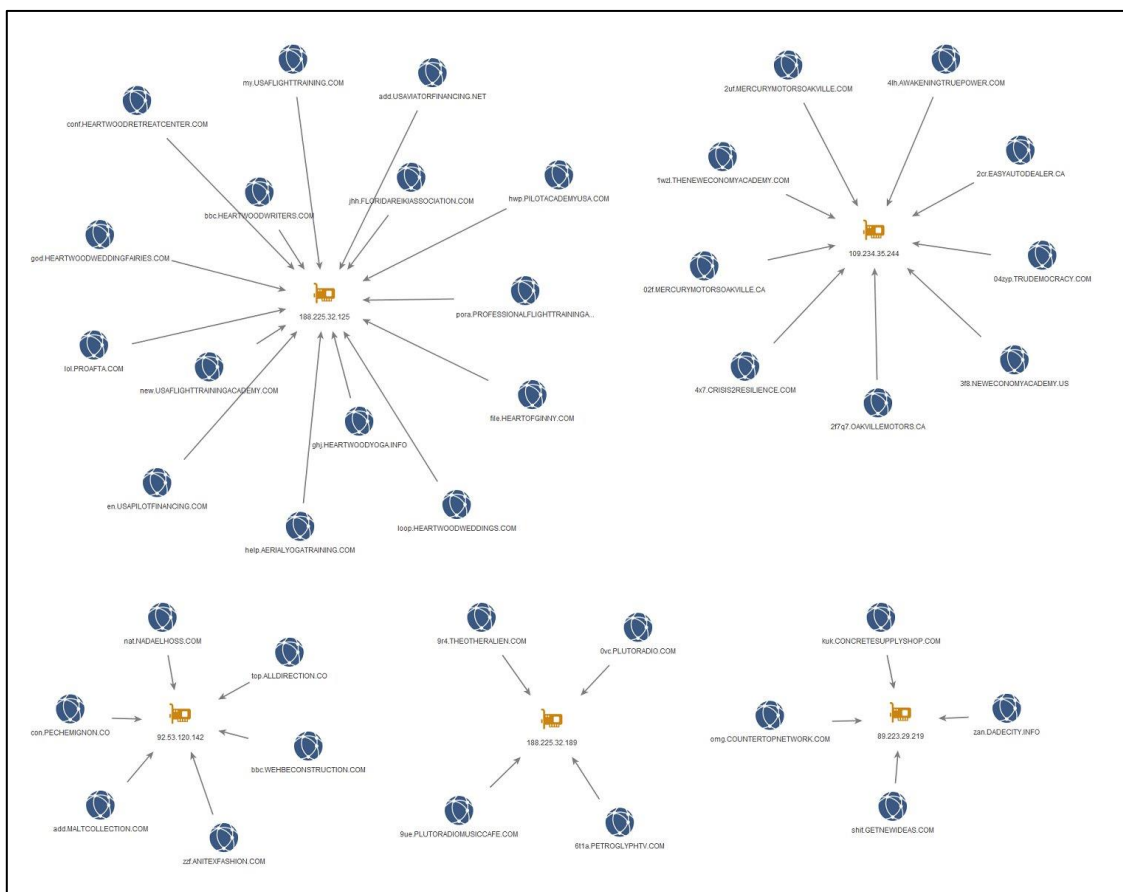 my.USAFLIGHTTRAINING.COM
add.USAVIATORFINANCING.NET
conf.HEARTWOODRETREATCENTER.COM
jhh.FLORIDAREIKIASSOCIATION.COM
hwp.PILOTACADEMYUSA.COM
bbc.HEARTWOODWRITERS.COM
god.HEARTWOODWEDDINGFAIRIES.COM
188.225.32.125
pora.PROFESSIONALFLIGHTTRAININGA...
lol.PROAFTA.COM
new.USAFLIGHTTRAININGACADEMY.COM
file.HEARTOFGINNY.COM
ghj.HEARTWOODYOGA.INFO
en.USAPILOTFINANCING.COM
loop.HEARTWOODWEDDINGS.COM
help.AERIALYOGATRAINING.COM
2uf.MERCURYMOTORSOAKVILLE.COM
4th.AWAKENINGTRUEPOWER.COM
1wzl.THENEWECONOMYACADEMY.COM
2cr.EASYAUTODEALER.CA
109.234.35.244
04zyp.TRUDEMOCRACY.COM
02f.MERCURYMOTORSOAKVILLE.CA
3f8.NEWECONOMYACADEMY.US
4x7.CRISIS2RESILIENCE.COM
2f7q7.OAKVILLEMOTORS.CA
nat.NADAELHOSS.COM
top.ALLDIRECTION.CO
con.PECHEMIGNON.CO
92.53.120.142
bbc.WEHBECONSTRUCTION.COM
add.MALTCOLLECTION.COM
zzf.ANITEXFASHION.COM
9r4.THEOTHERALIEN.COM
0vc.PLUTORADIO.COM
188.225.32.189
9ue.PLUTORADIOMUSICCAFE.COM
6t1a.PETROGLYPHTV.COM
kuk.CONCRETESUPPLYSHOP.COM
omg.COUNTERTOPNETWORK.COM
89.223.29.219
zan.DADECITY.INFO
shit.GETNEWIDEAS.COM